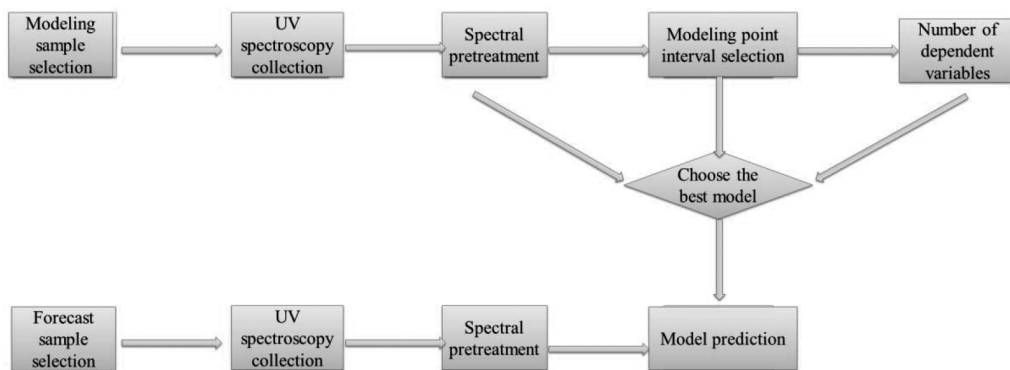 Modeling
sample
selection
UV
spectroscopy
collection
Spectral
pretreatment
Modeling point
interval selection
Number of
dependent
variables
Choose the
best model
Forecast
sample
selection
UV
spectroscopy
collection
Spectral
pretreatment
Model prediction